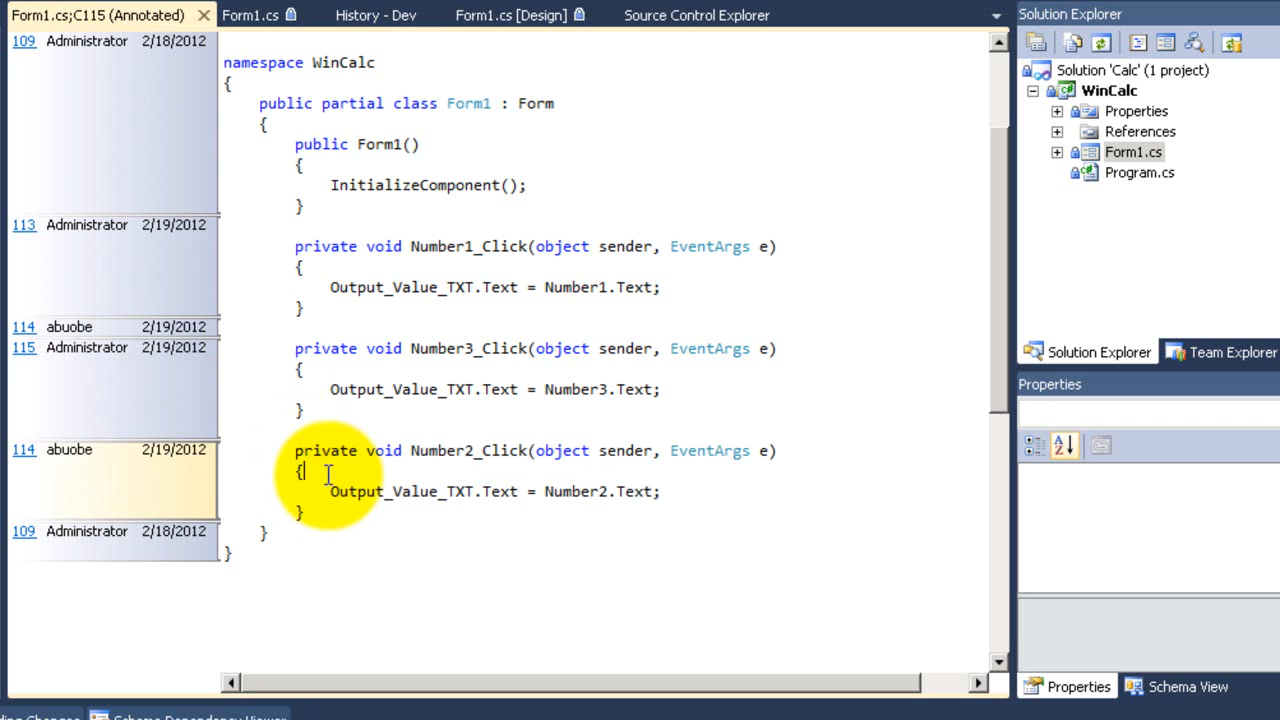 Form1.cs;C115 (Annotated)
Form1.cs
History - Dev
Form1.cs [Design]
Source Control Explorer
109 Administrator 2/18/2012
namespace WinCalc
{
public partial class Form1 : Form
{
public Form1()
{
InitializeComponent();
}
113 Administrator 2/19/2012
private void Number1_Click(object sender, EventArgs e)
{
Output_Value_TXT.Text = Number1.Text;
}
114 abuobe 2/19/2012
115 Administrator 2/19/2012
private void Number3_Click(object sender, EventArgs e)
{
Output_Value_TXT.Text = Number3.Text;
}
114 abuobe 2/19/2012
private void Number2_Click(object sender, EventArgs e)
{
Output_Value_TXT.Text = Number2.Text;
}
109 Administrator 2/18/2012
}
}
Solution Explorer
Solution 'Calc' (1 project)
WinCalc
Properties
References
Form1.cs
Program.cs
Solution Explorer
Team Explorer
Properties
Properties
Schema View
Changes
Schema Dependency Viewer